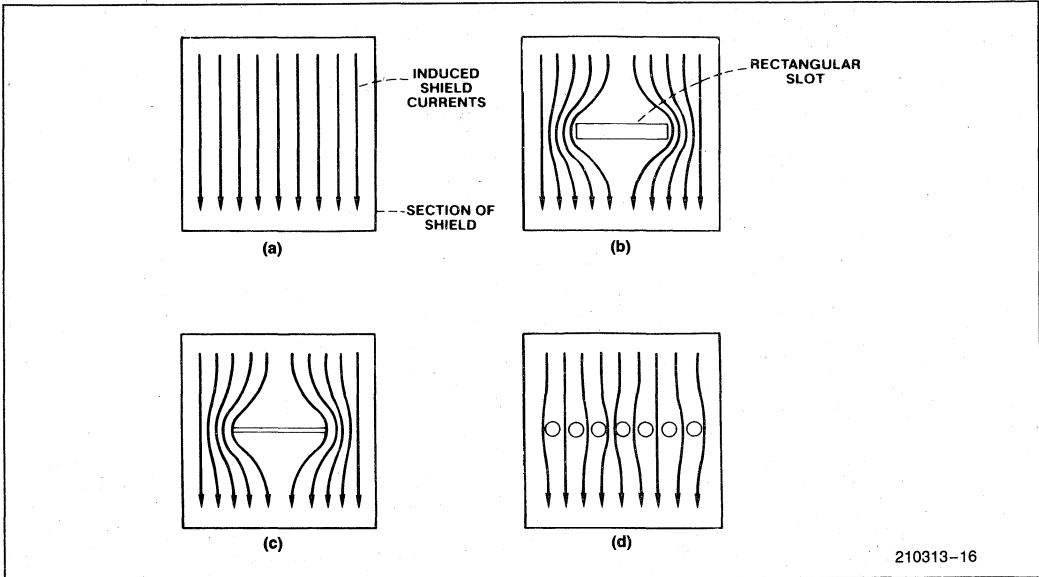 INDUCED
SHIELD
CURRENTS
SECTION OF
SHIELD
(a)
RECTANGULAR
SLOT
(b)
(c)
(d)
210313–16